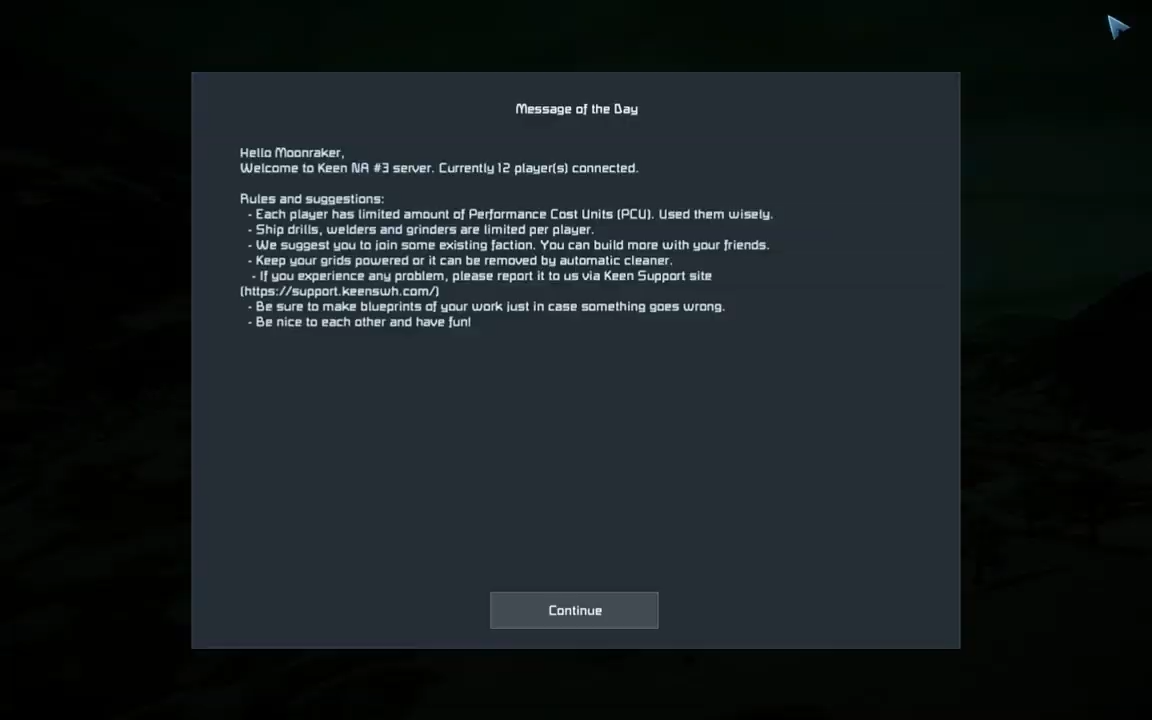 Message of the Day
Hello Moonraker,
Welcome to Keen NA #3 server. Currently 12 player(s) connected.
Rules and suggestions:
- Each player has limited amount of Performance Cost Units (PCU). Used them wisely.
- Ship drills, welders and grinders are limited per player.
- We suggest you to join some existing faction. You can build more with your friends.
- Keep your grids powered or it can be removed by automatic cleaner.
- If you experience any problem, please report it to us via Keen Support site
(https://support.keenswh.com/)
- Be sure to make blueprints of your work just in case something goes wrong.
- Be nice to each other and have fun!
Continue